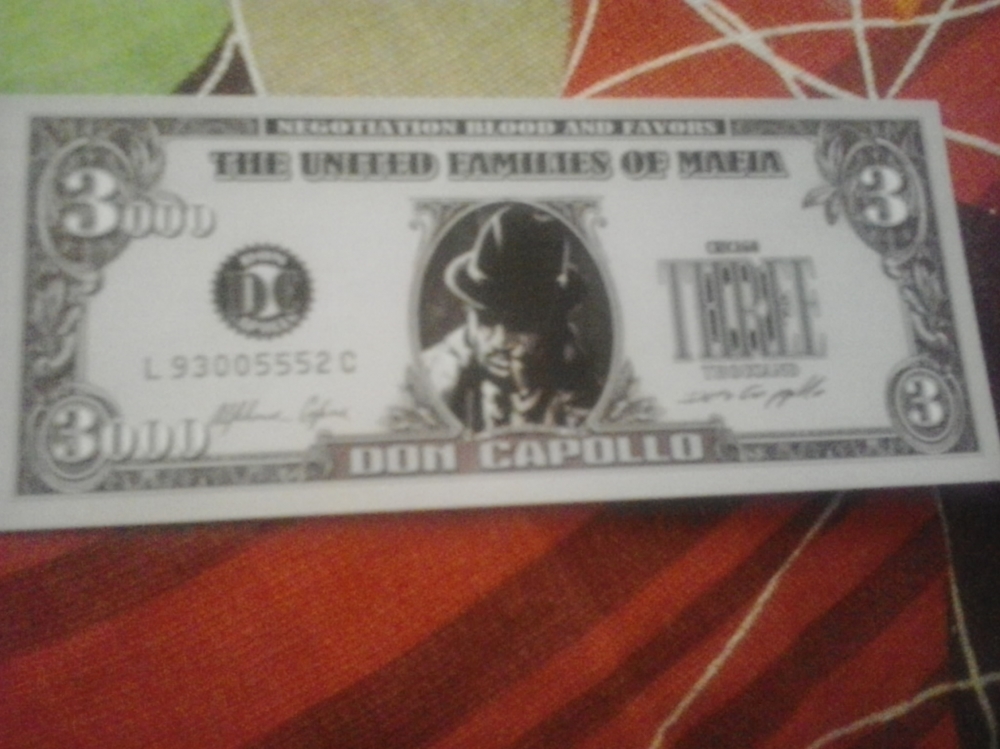 NEGOTIATION BLOOD AND FAVORS
THE UNITED FAMILIES OF MAFIA
3000
3
CHICAGO
DC
THREE
L 93005552 C
THOUSAND
3000
3
DON CAPOLLO